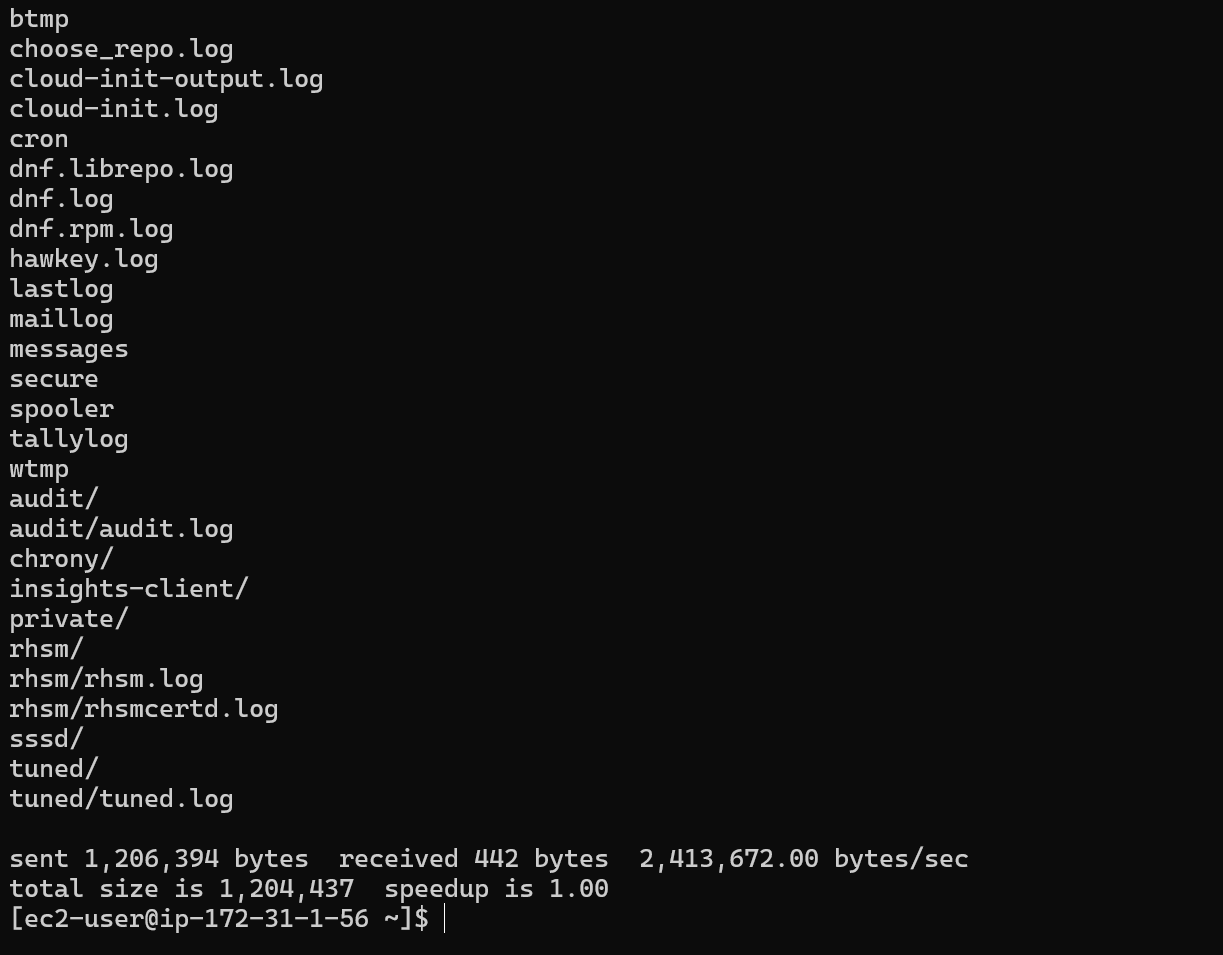 btmp
choose_repo.log
cloud-init-output.log
cloud-init.log
cron
dnf.librepo.log
dnf.log
dnf.rpm.log
hawkey.log
lastlog
maillog
messages
secure
spooler
tallylog
wtmp
audit/
audit/audit.log
chrony/
insights-client/
private/
rhsm/
rhsm/rhsm.log
rhsm/rhsmcertd.log
sssd/
tuned/
tuned/tuned.log

sent 1,206,394 bytes  received 442 bytes  2,413,672.00 bytes/sec
total size is 1,204,437  speedup is 1.00
[ec2-user@ip-172-31-1-56 ~]$